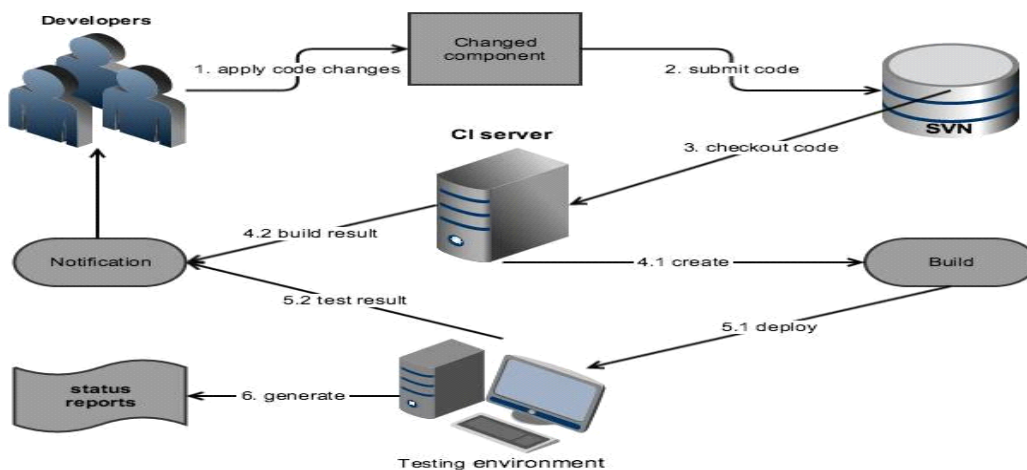 Developers
Changed
component
1. apply code changes
2. submit code
SVN
CI server
3. checkout code
4.2 build result
Notification
4.1 create
Build
5.2 test result
5.1 deploy
status
reports
6. generate
Testing environment